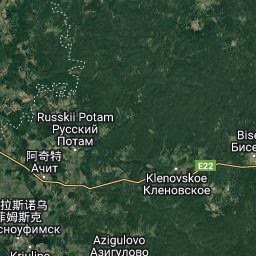 Russkii Potam
Русский
Потам
阿奇特
Ачит
E22
Bise
Бисе
Klenovskoe
Кленовское
拉斯诺乌
菲姆斯克
сноуфимск
Azigulovo
Азигулово
Kriulino